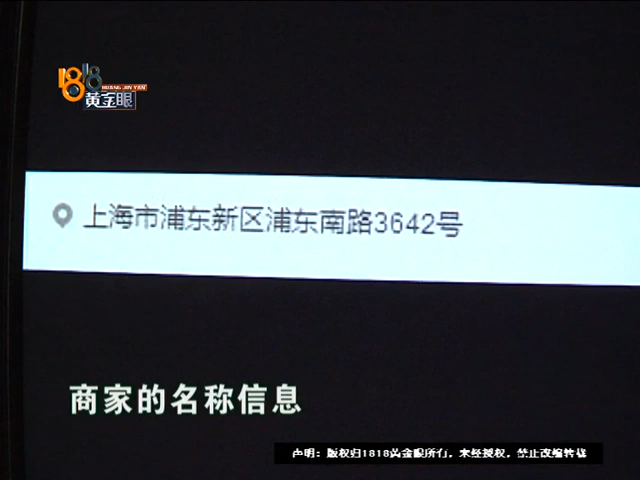 1818
HUANG JIN YAN
黄金眼
上海市浦东新区浦东南路3642号
商家的名称信息
声明：版权归1818黄金眼所有，未经授权，禁止改编转载